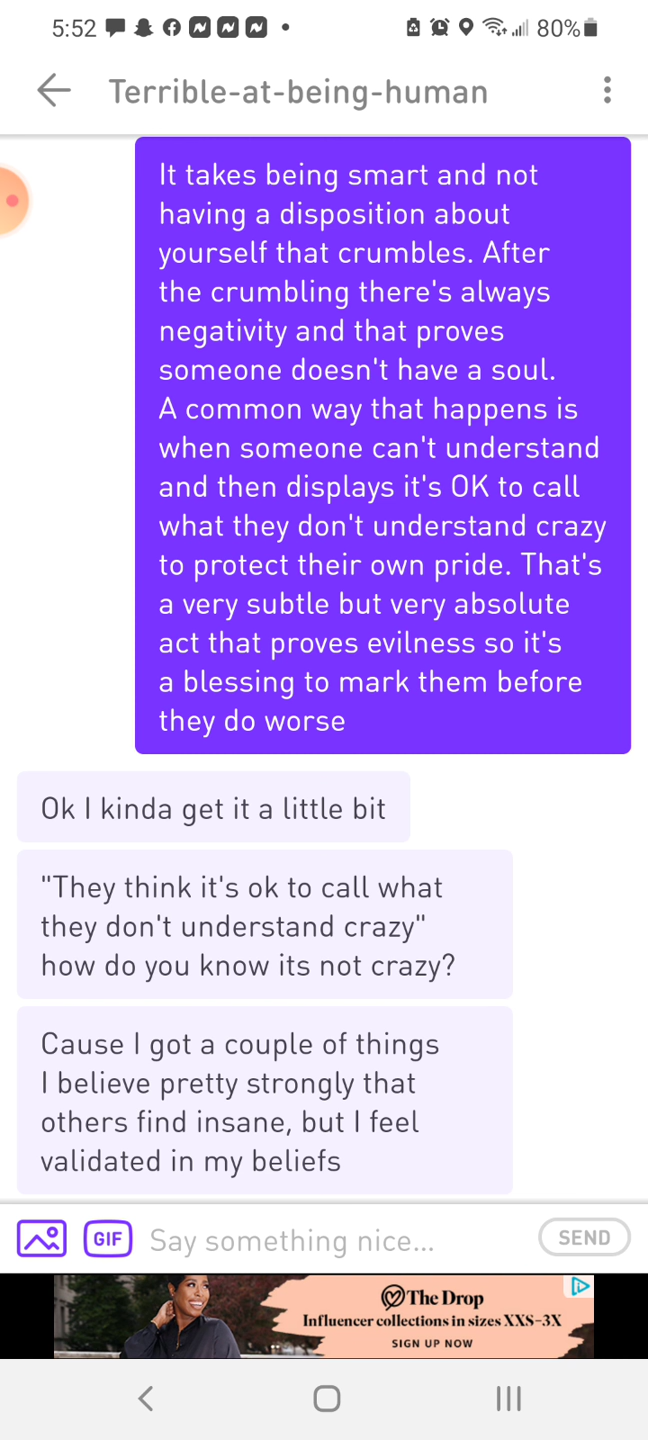 5:52
80%
Terrible-at-being-human
It takes being smart and not
having a disposition about
yourself that crumbles. After
the crumbling there's always
negativity and that proves
someone doesn't have a soul.
A common way that happens is
when someone can't understand
and then displays it's OK to call
what they don't understand crazy
to protect their own pride. That's
a very subtle but very absolute
act that proves evilness so it's
a blessing to mark them before
they do worse
Ok I kinda get it a little bit
"They think it's ok to call what
they don't understand crazy"
how do you know its not crazy?
Cause I got a couple of things
I believe pretty strongly that
others find insane, but I feel
validated in my beliefs
GIF
Say something nice...
SEND
The Drop
Influencer collections in sizes XXS-3X
SIGN UP NOW